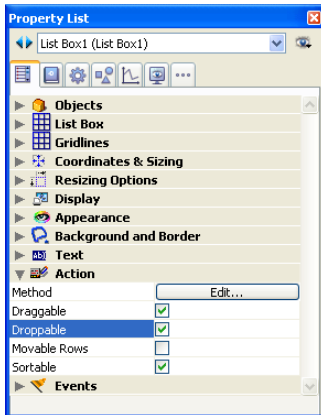 Property List
List Box1 (List Box1)
Objects
List Box
Gridlines
Coordinates & Sizing
Resizing Options
Display
Appearance
Background and Border
Text
Action
Method Edit...
Draggable
Droppable
Movable Rows
Sortable
Events